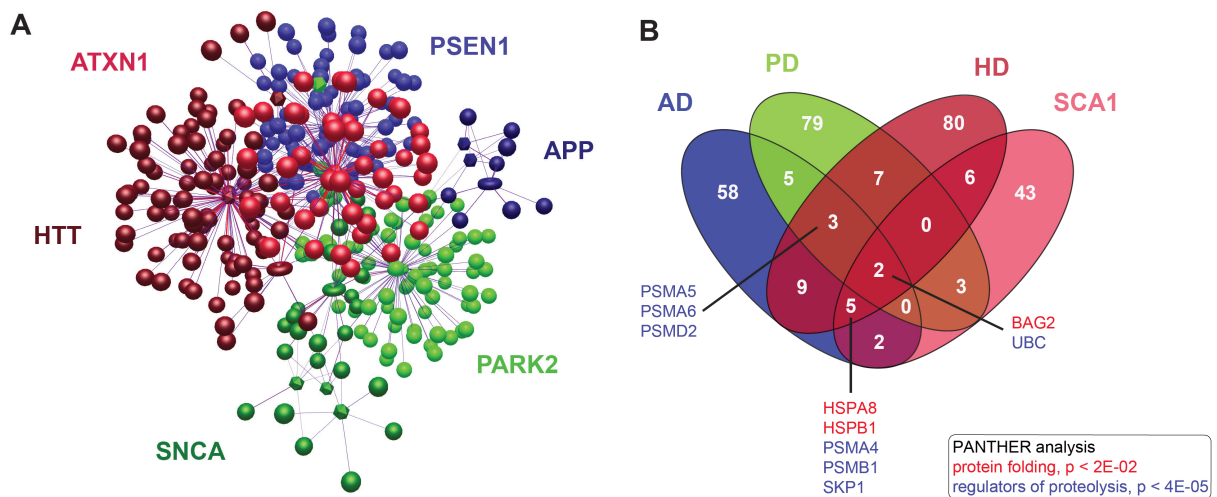 A
ATXN1
PSEN1
APP
HTT
PARK2
SNCA
B
PD
HD
AD
SCA1
79
80
58
5
7
6
43
3
0
2
9
5
0
3
2
PSMA5
PSMA6
PSMD2
BAG2
UBC
HSPA8
HSPB1
PSMA4
PSMB1
SKP1
PANTHER analysis
protein folding, p < 2E-02
regulators of proteolysis, p < 4E-05